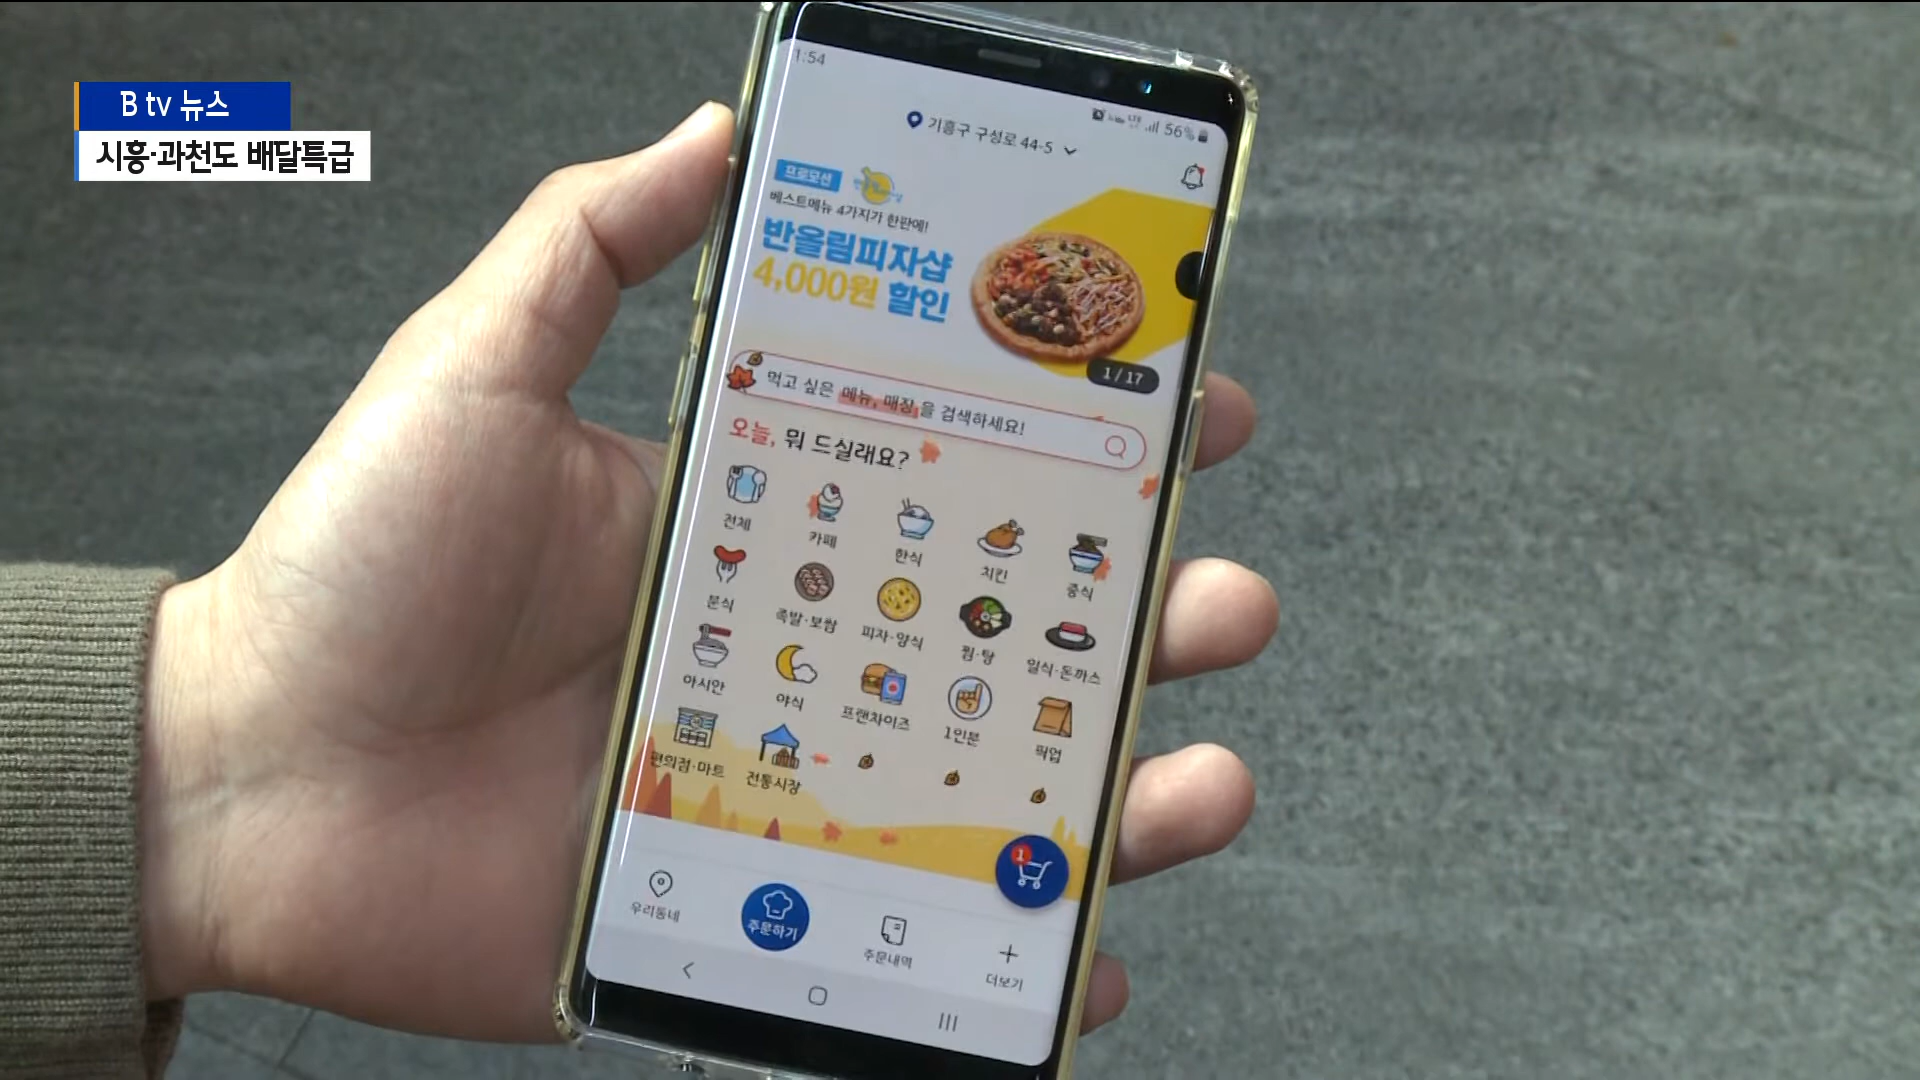 B tv 뉴스
시흥·과천도 배달특급
1:54
56%
기흥구 구성로 44-5
프로모션
베스트메뉴 4가지가 한판에!
반올림피자샵
4,000원 할인
1 / 17
먹고 싶은 메뉴, 매장을 검색하세요!
오늘, 뭐 드실래요?
전체 카페 한식 치킨 중식
분식 족발·보쌈 피자·양식 찜·탕 일식·돈까스
아시안 야식 프랜차이즈 1인분 픽업
편의점·마트 전통시장
1
우리동네 주문하기 주문내역 더보기